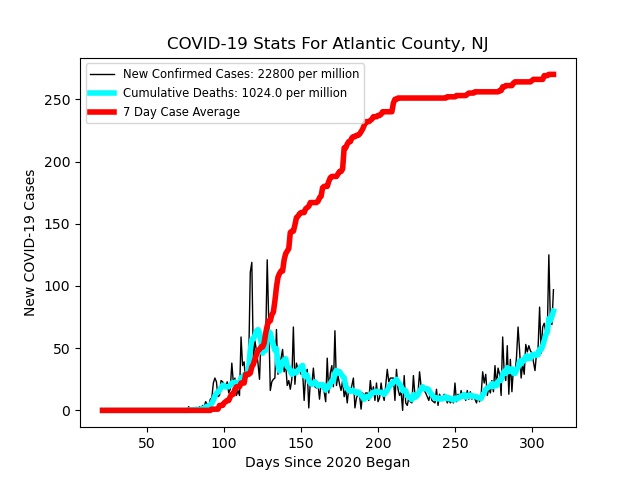 COVID-19 Stats For Atlantic County, NJ
New Confirmed Cases: 22800 per million
Cumulative Deaths: 1024.0 per million
7 Day Case Average
New COVID-19 Cases
250
200
150
100
50
0
50 100 150 200 250 300
Days Since 2020 Began